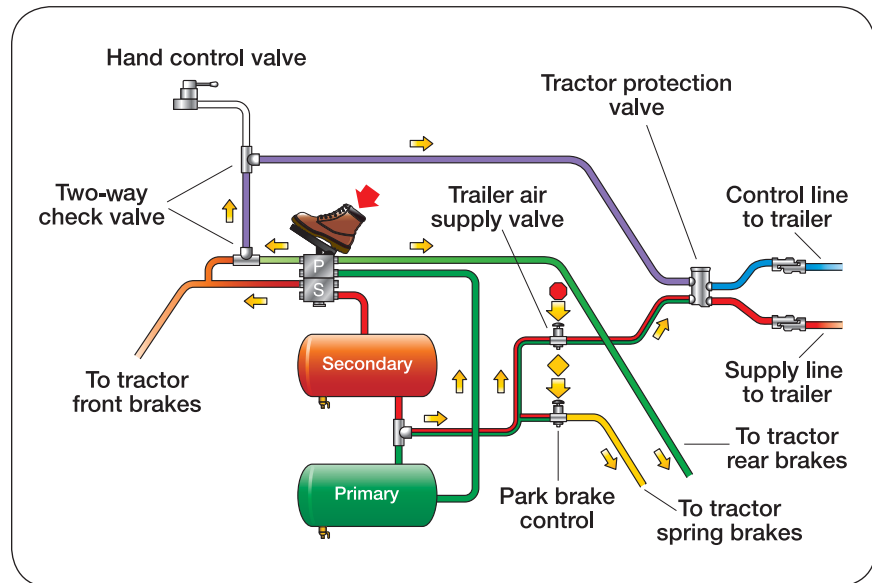 Hand control valve
Tractor protection
valve
Two-way
check valve
Trailer air
supply valve
Control line
to trailer
P
S
Secondary
To tractor
front brakes
Supply line
to trailer
Primary
Park brake
control
To tractor
rear brakes
To tractor
spring brakes